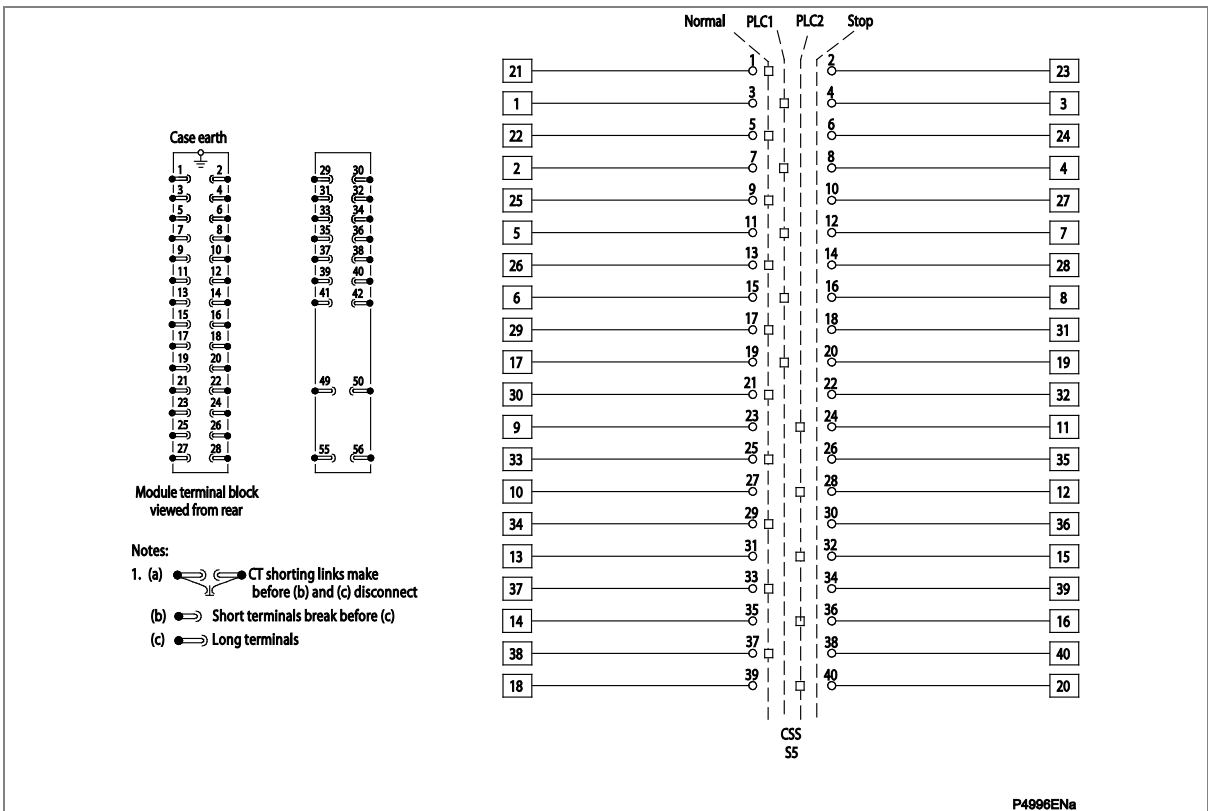 Normal PLC1 PLC2 Stop
21 1 2 23
1 3 4 3
22 5 6 24
2 7 8 4
25 9 10 27
5 11 12 7
26 13 14 28
6 15 16 8
29 17 18 31
17 19 20 19
30 21 22 32
9 23 24 11
33 25 26 35
10 27 28 12
34 29 30 36
13 31 32 15
37 33 34 39
14 35 36 16
38 37 38 40
18 39 40 20
CSS
S5
Case earth
1 2 29 30
3 4 31 32
5 6 33 34
7 8 35 36
9 10 37 38
11 12 39 40
13 14 41 42
15 16
17 18
19 20
21 22 49 50
23 24
25 26
27 28 55 56
Module terminal block
viewed from rear
Notes:
1. (a) CT shorting links make
before (b) and (c) disconnect
(b) Short terminals break before (c)
(c) Long terminals
P4996ENa